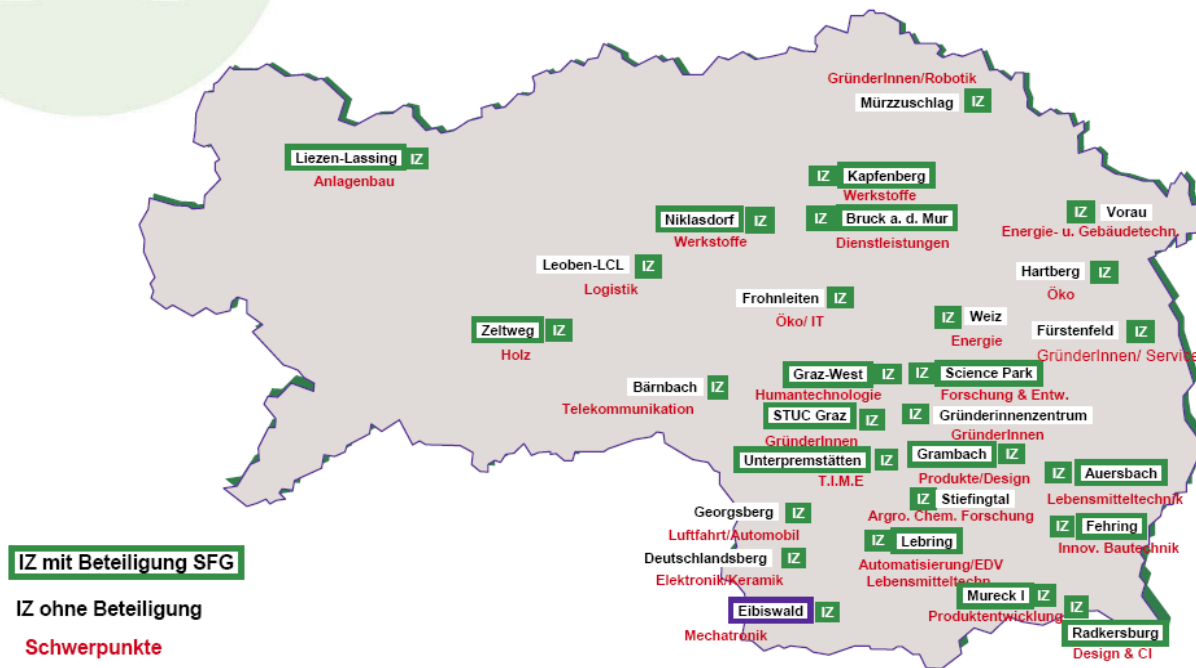 GründerInnen/Robotik
Mürzzuschlag IZ
Liezen-Lassing IZ
Anlagenbau
IZ Kapfenberg
Werkstoffe
Niklasdorf IZ
Werkstoffe
IZ Bruck a. d. Mur
Dienstleistungen
IZ Vorau
Energie- u. Gebäudetechn.
Leoben-LCL IZ
Logistik
Hartberg IZ
Öko
Frohnleiten IZ
Öko/ IT
IZ Weiz
Energie
Fürstenfeld IZ
GründerInnen/ Service
Zeltweg IZ
Holz
Bärnbach IZ
Telekommunikation
Graz-West IZ
Humantechnologie
IZ Science Park
Forschung & Entw.
STUC Graz IZ
GründerInnen
IZ Gründerinnenzentrum
GründerInnen
Unterpremstätten IZ
T.I.M.E
Grambach IZ
Produkte/Design
IZ Auersbach
Lebensmitteltechnik
IZ Stiefingtal
Argro. Chem. Forschung
Georgsberg IZ
Luftfahrt/Automobil
IZ Fehring
Innov. Bautechnik
IZ Lebring
Automatisierung/EDV
Lebensmitteltechn.
Deutschlandsberg IZ
Elektronik/Keramik
Eibiswald IZ
Mechatronik
Mureck I IZ
Produktentwicklung
IZ
Radkersburg
Design & CI
IZ mit Beteiligung SFG
IZ ohne Beteiligung
Schwerpunkte